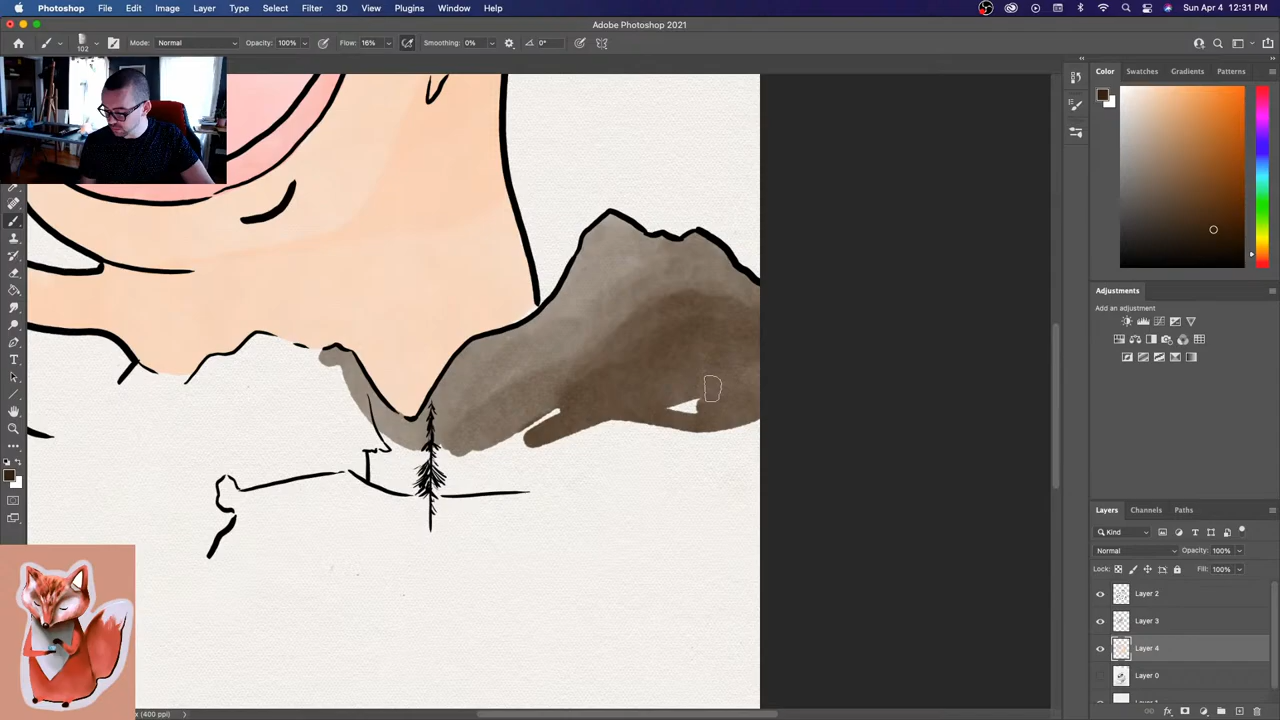 Photoshop File Edit Image Layer Type Select Filter 3D View Plugins Window Help Sun Apr 4 12:31 PM
Adobe Photoshop 2021
102 Mode: Normal Opacity: 100% Flow: 16% Smoothing: 0% 0°
Color Swatches Gradients Patterns
Adjustments
Add an adjustment
Layers Channels Paths
Kind
Normal Opacity: 100%
Lock: Fill: 100%
Layer 2
Layer 3
Layer 4
Layer 0
(400 ppi)